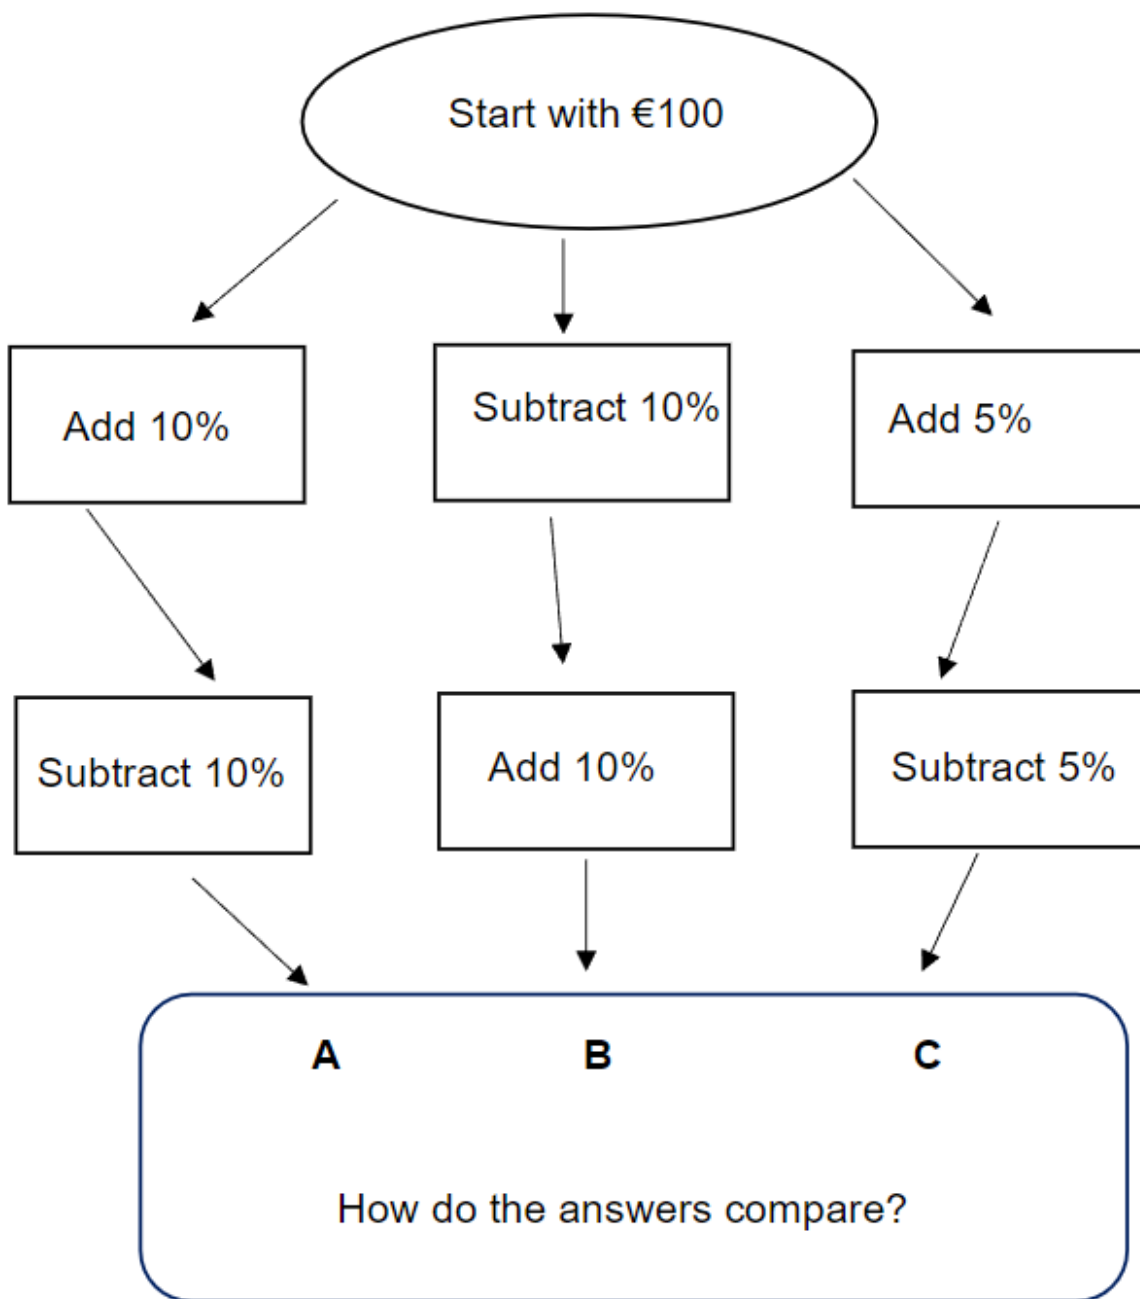 Start with €100
Add 10%
Subtract 10%
Add 5%
Subtract 10%
Add 10%
Subtract 5%
A
B
C
How do the answers compare?